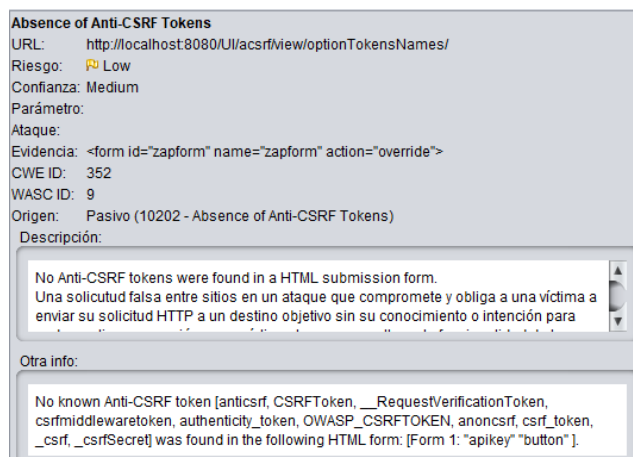 Absence of Anti-CSRF Tokens
URL: http://localhost:8080/UI/acsrf/view/optionTokensNames/
Riesgo: Low
Confianza: Medium
Parámetro:
Ataque:
Evidencia: <form id="zapform" name="zapform" action="override">
CWE ID: 352
WASC ID: 9
Origen: Pasivo (10202 - Absence of Anti-CSRF Tokens)
Descripción:
No Anti-CSRF tokens were found in a HTML submission form.
Una solicutud falsa entre sitios en un ataque que compromete y obliga a una víctima a
enviar su solicitud HTTP a un destino objetivo sin su conocimiento o intención para
Otra info:
No known Anti-CSRF token [anticsrf, CSRFToken, __RequestVerificationToken,
csrfmiddlewaretoken, authenticity_token, OWASP_CSRFTOKEN, anoncsrf, csrf_token,
_csrf, _csrfSecret] was found in the following HTML form: [Form 1: "apikey" "button" ].